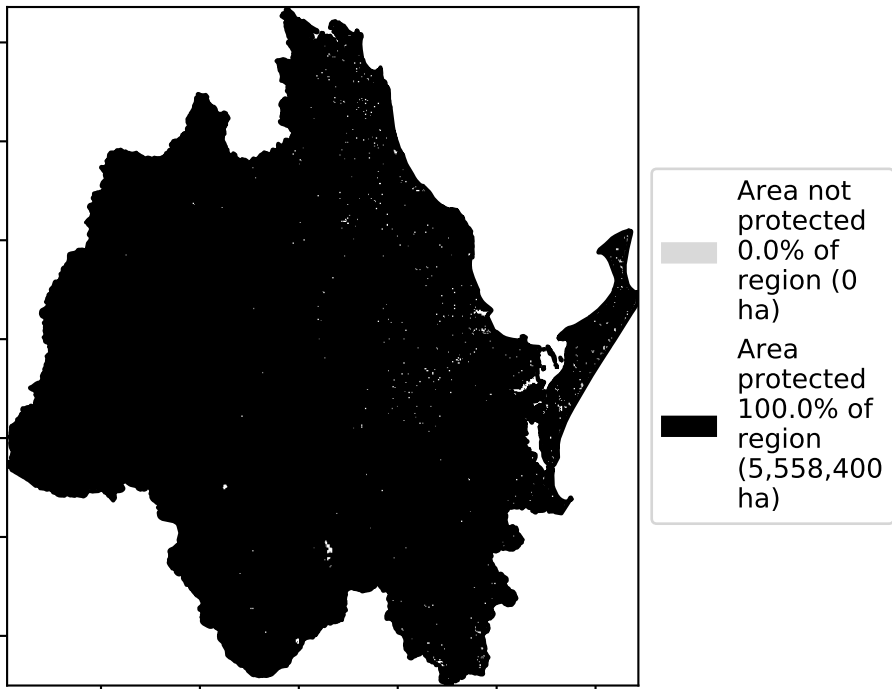 Area not
protected
0.0% of
region (0
ha)
Area
protected
100.0% of
region
(5,558,400
ha)